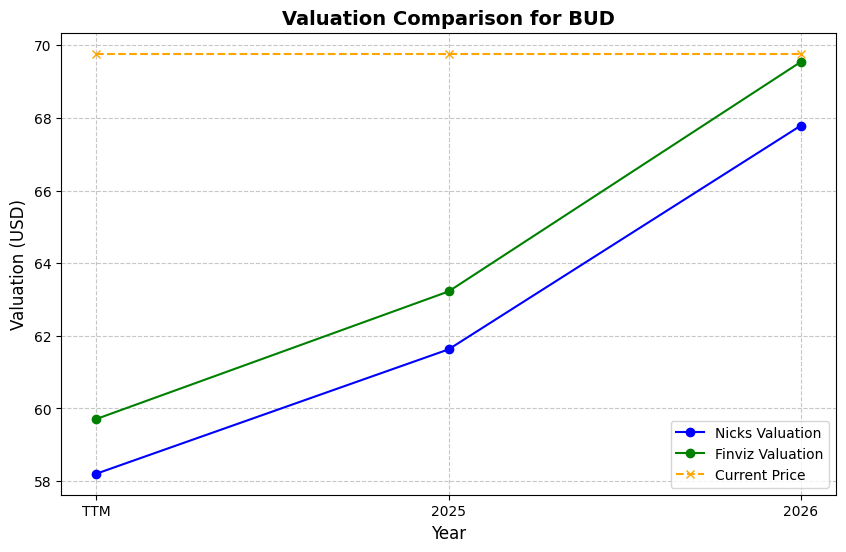 Valuation Comparison for BUD
Valuation (USD)
70
68
66
64
62
60
58
TTM
2025
2026
Year
Nicks Valuation
Finviz Valuation
Current Price